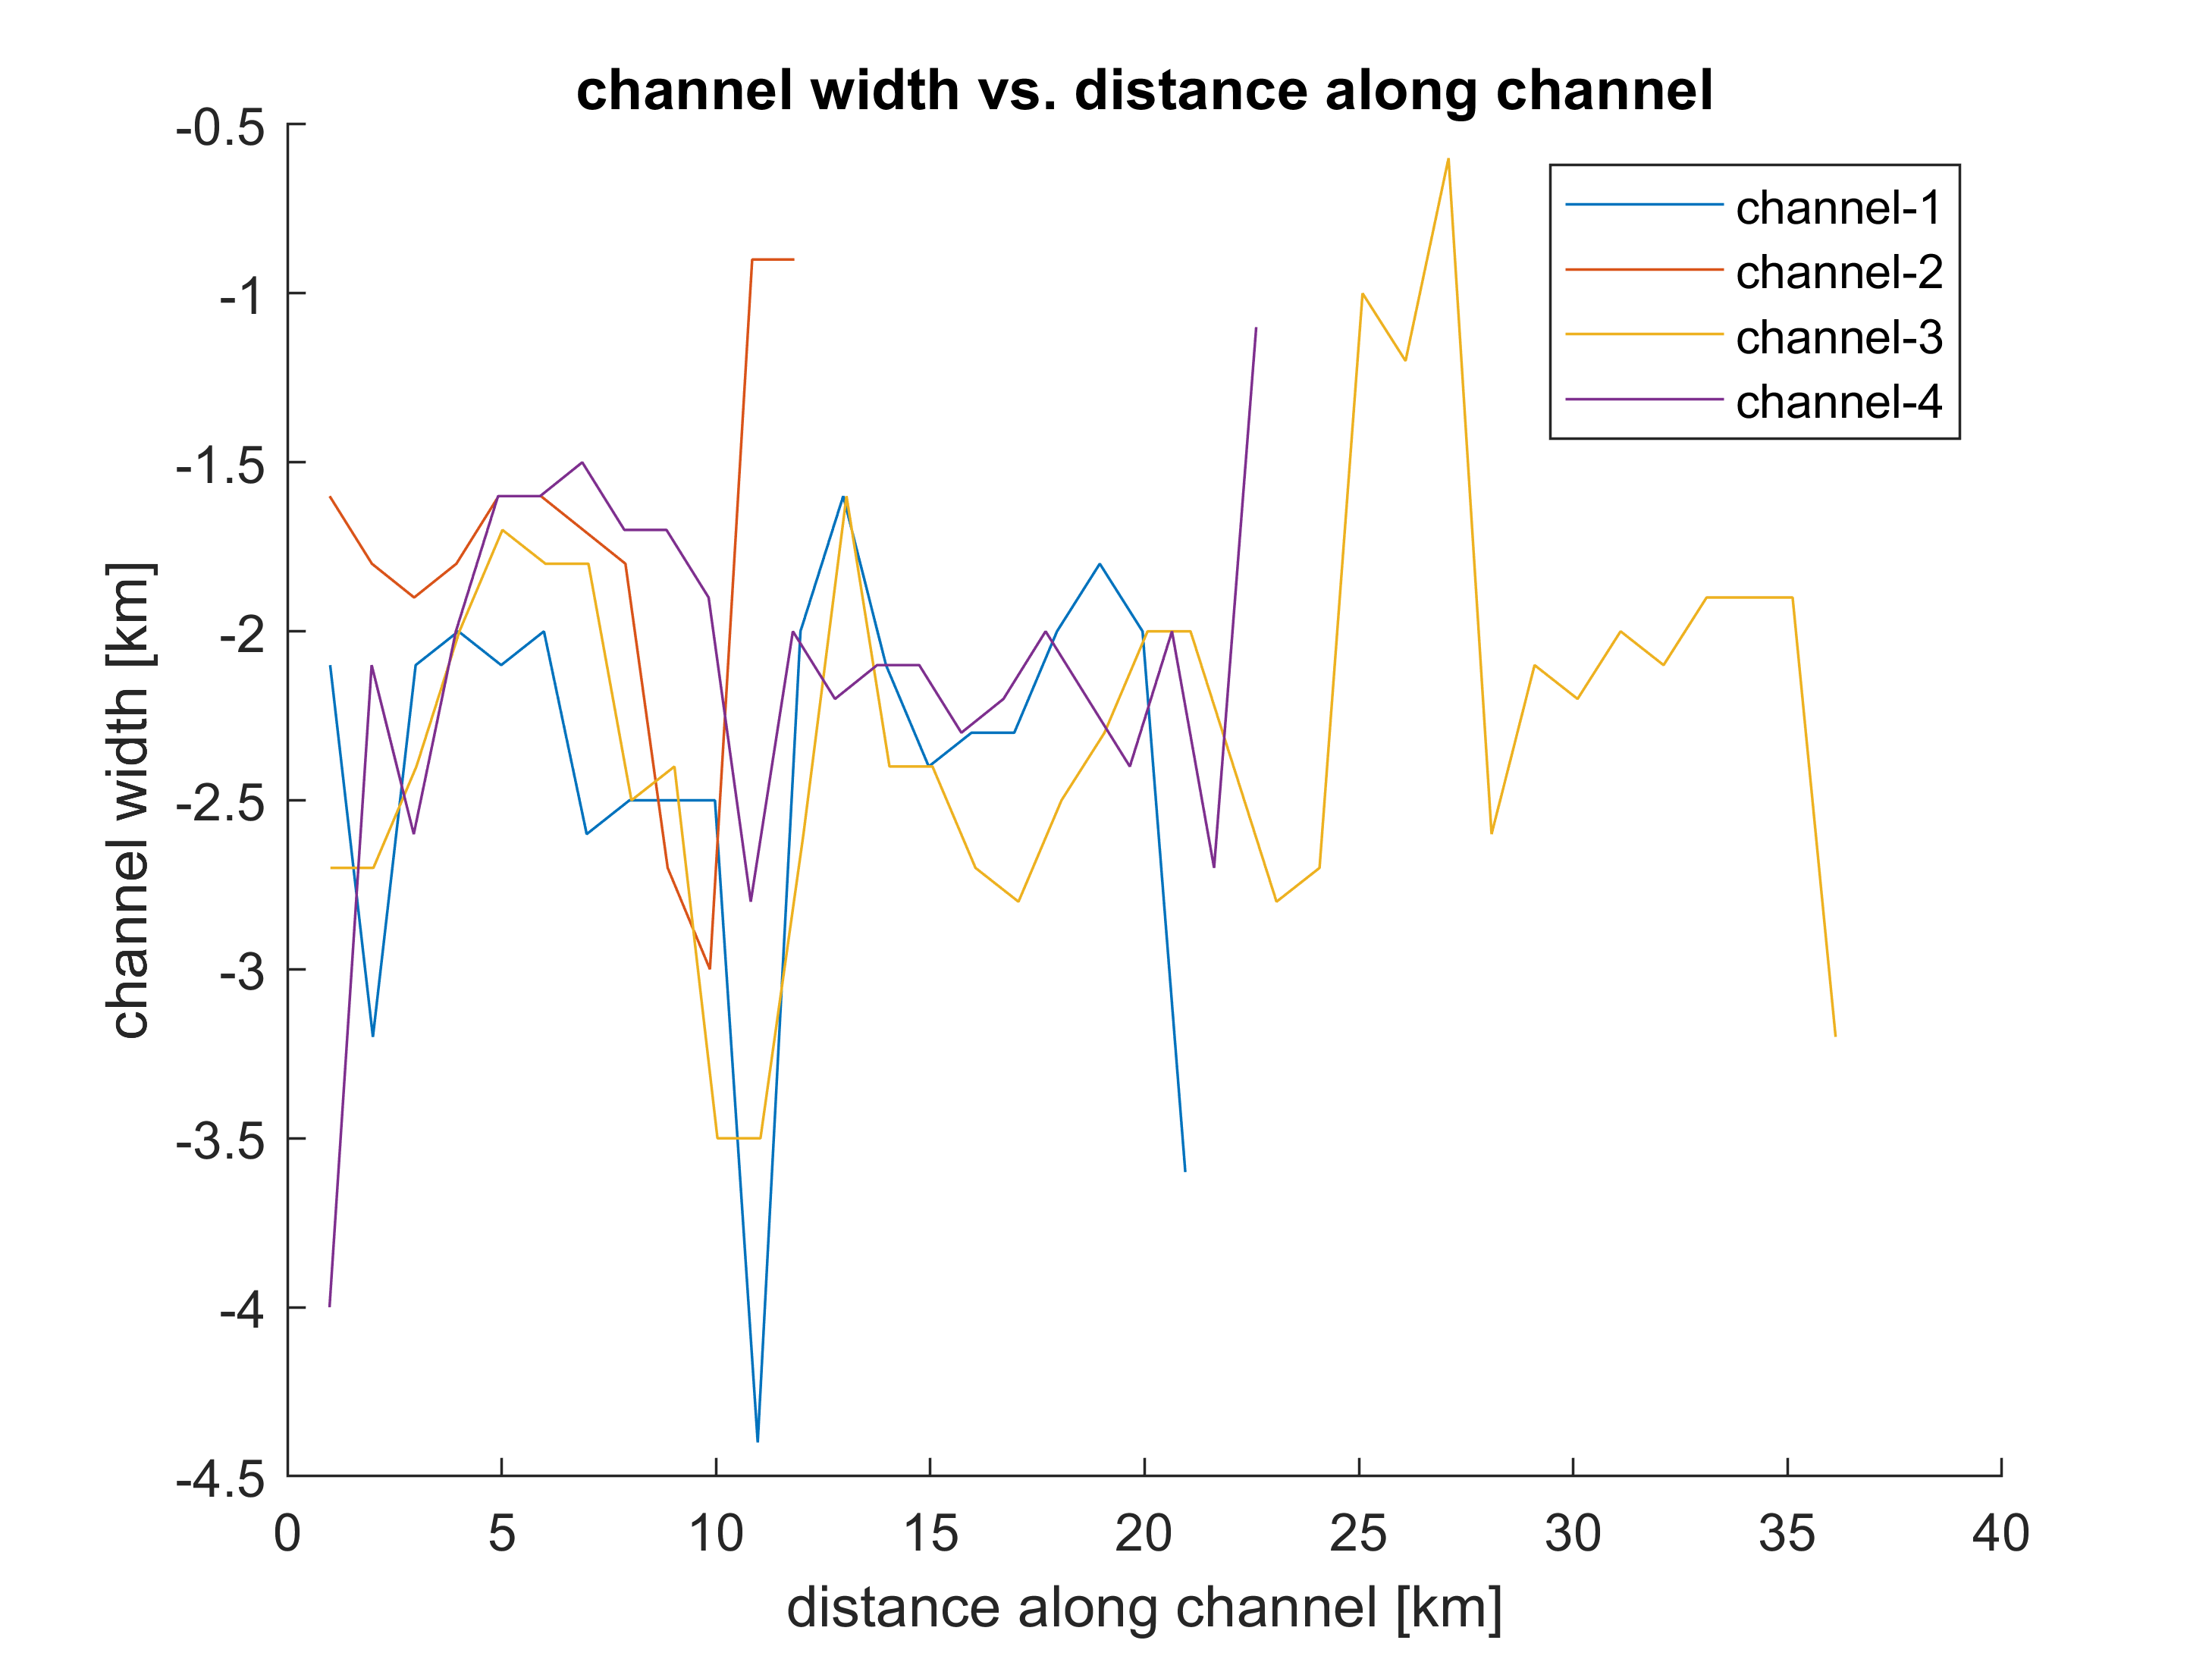 channel width vs. distance along channel
-0.5
-1
-1.5
-2
-2.5
-3
-3.5
-4
-4.5
channel width [km]
channel-1
channel-2
channel-3
channel-4
0 5 10 15 20 25 30 35 40
distance along channel [km]